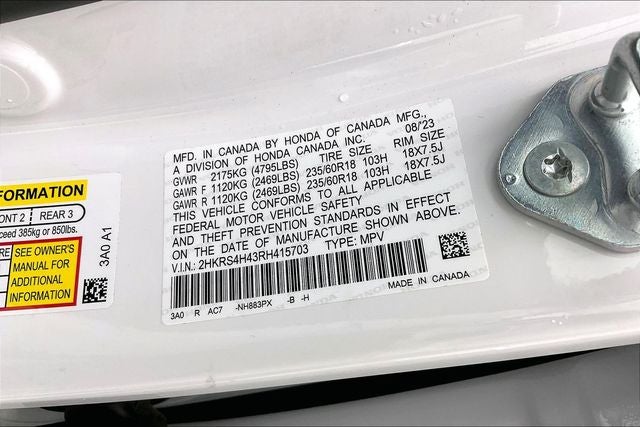 MFD. IN CANADA BY HONDA OF CANADA MFG.,
A DIVISION OF HONDA CANADA INC. 08/23
TIRE SIZE RIM SIZE
GVWR 2175KG (4795LBS)
GAWR F 1120KG (2469LBS) 235/60R18 103H 18X7.5J
GAWR R 1120KG (2469LBS) 235/60R18 103H 18X7.5J
THIS VEHICLE CONFORMS TO ALL APPLICABLE
FEDERAL MOTOR VEHICLE SAFETY
AND THEFT PREVENTION STANDARDS IN EFFECT
ON THE DATE OF MANUFACTURE SHOWN ABOVE.
V.I.N.: 2HKRS4H43RH415703 TYPE: MPV
3A0 R AC7 -NH883PX -B -H MADE IN CANADA
FORMATION
ONT 2 REAR 3
ceed 385kg or 850lbs.
SEE OWNER'S
MANUAL FOR
ADDITIONAL
INFORMATION
3A0 A1